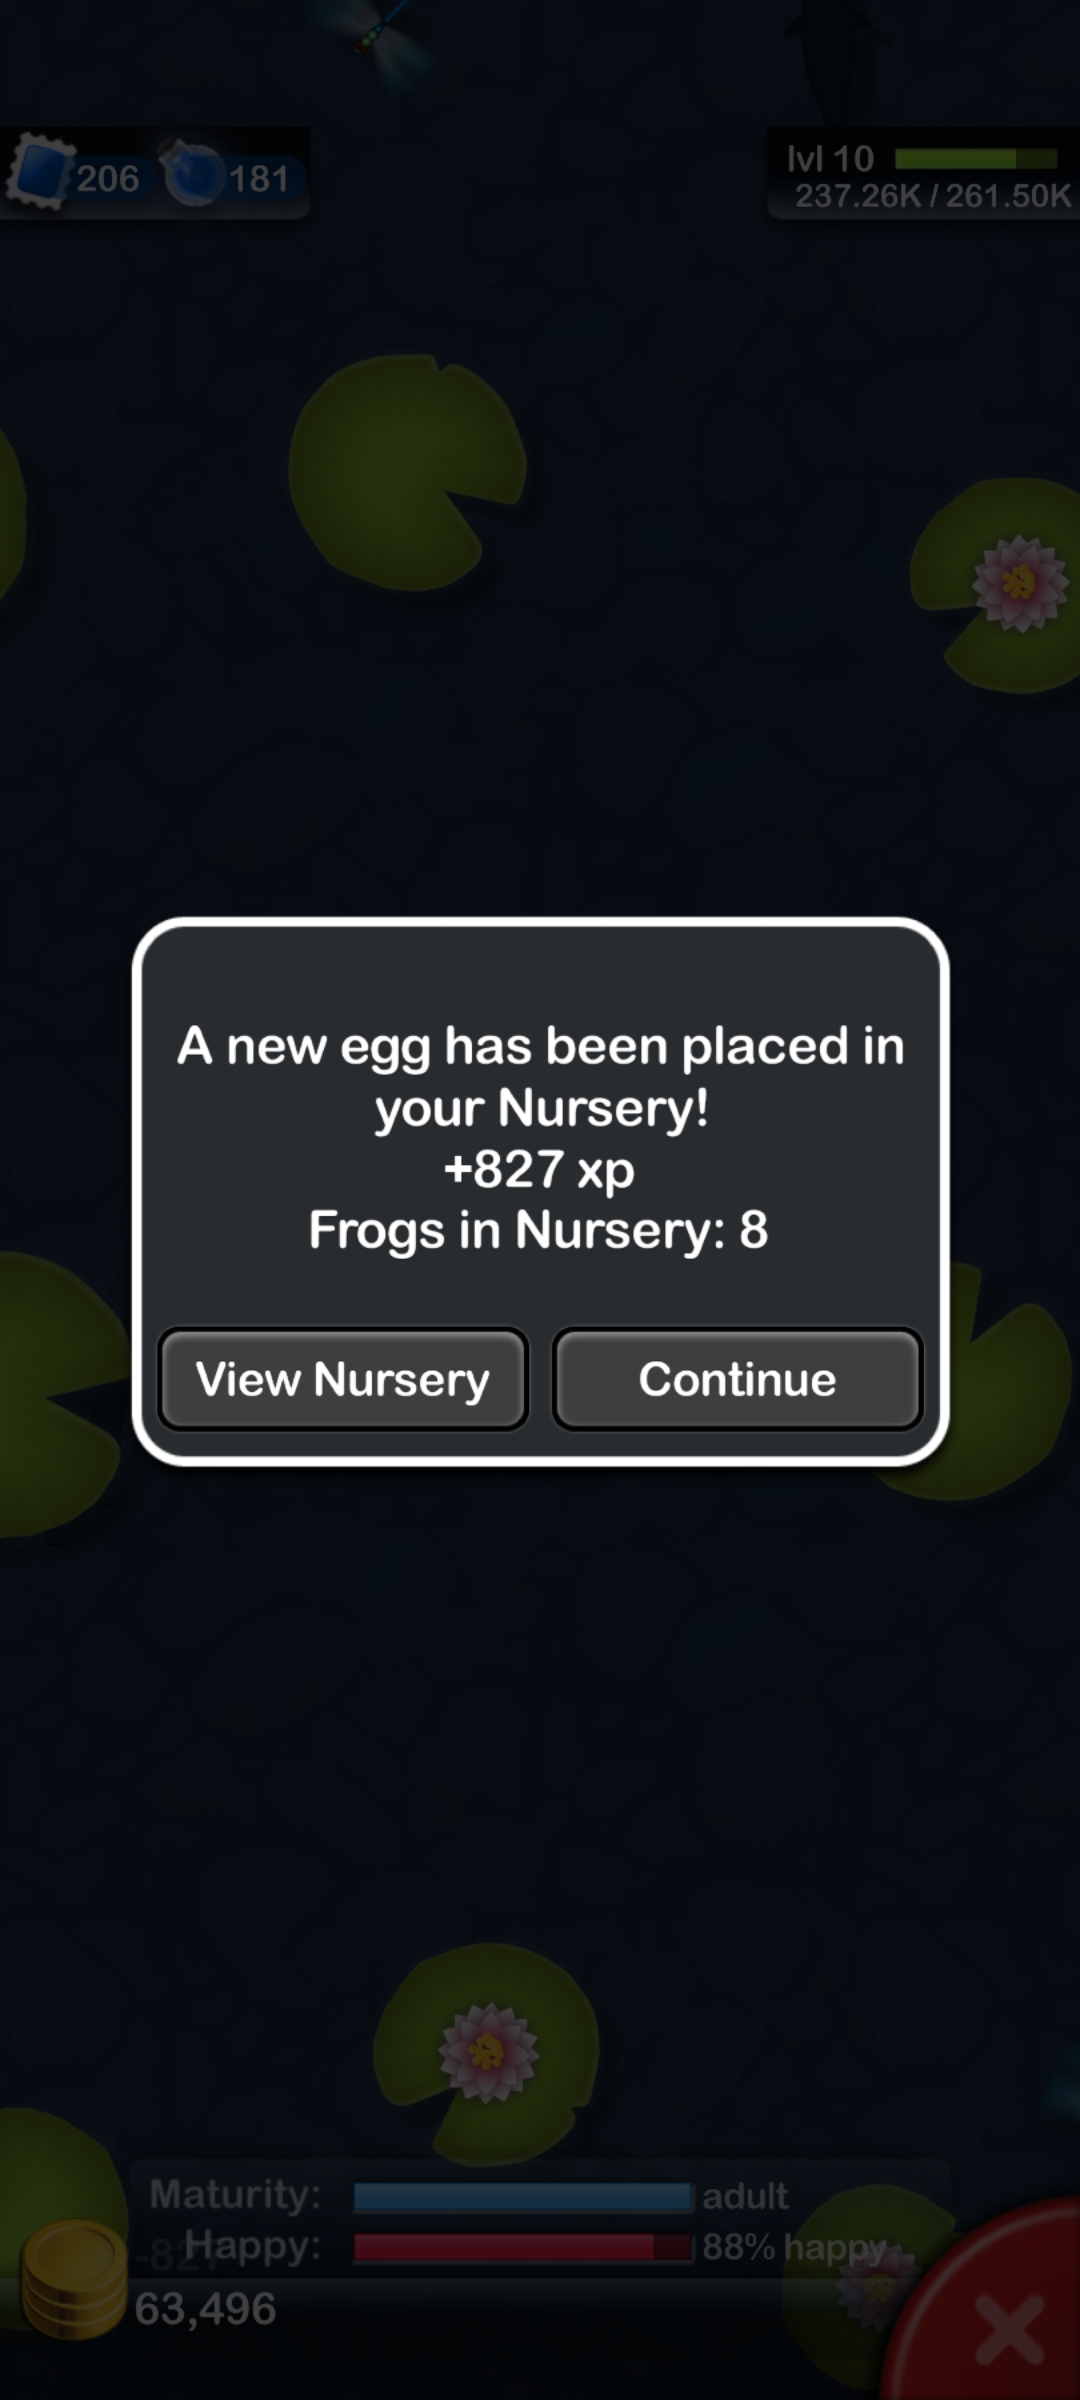 206
181
lvl 10
237.26K / 261.50K
A new egg has been placed in
your Nursery!
+827 xp
Frogs in Nursery: 8
View Nursery
Continue
Maturity:
adult
-827
Happy:
88% happy
63,496